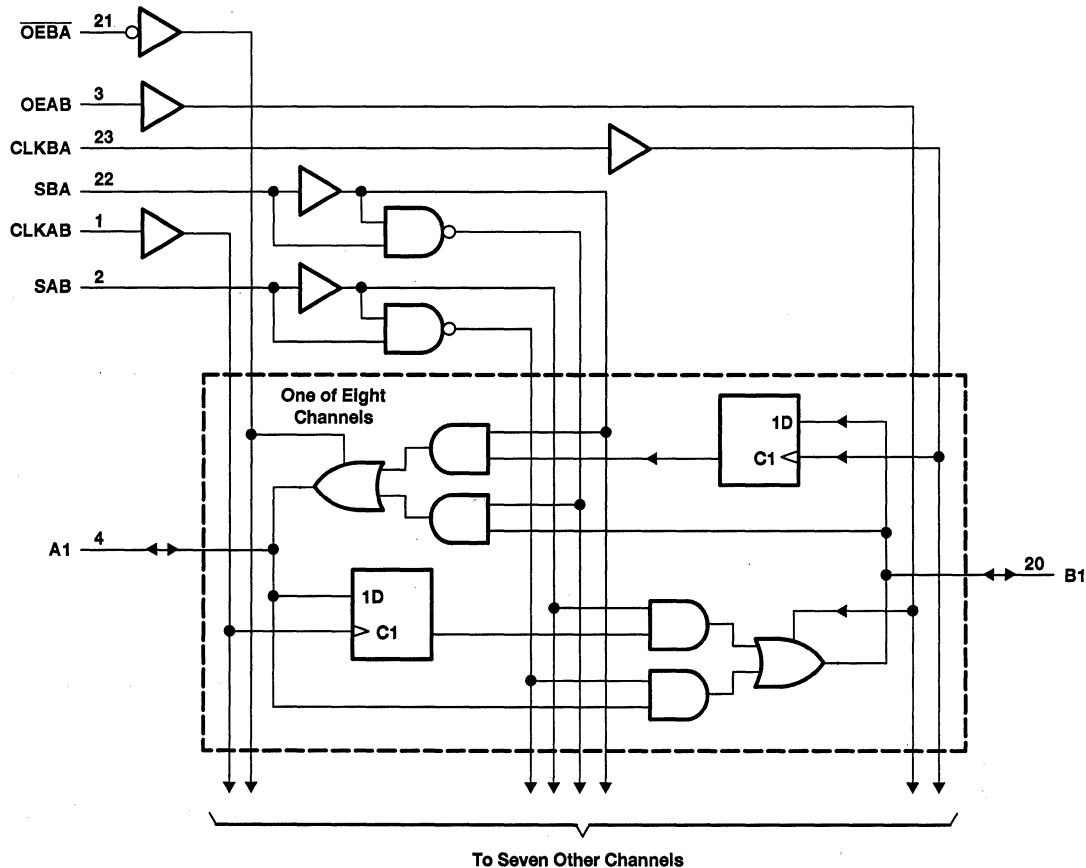 OEBA 21
OEAB 3
CLKBA 23
SBA 22
CLKAB 1
SAB 2
One of Eight
Channels
1D
C1
A1 4
20 B1
1D
C1
To Seven Other Channels